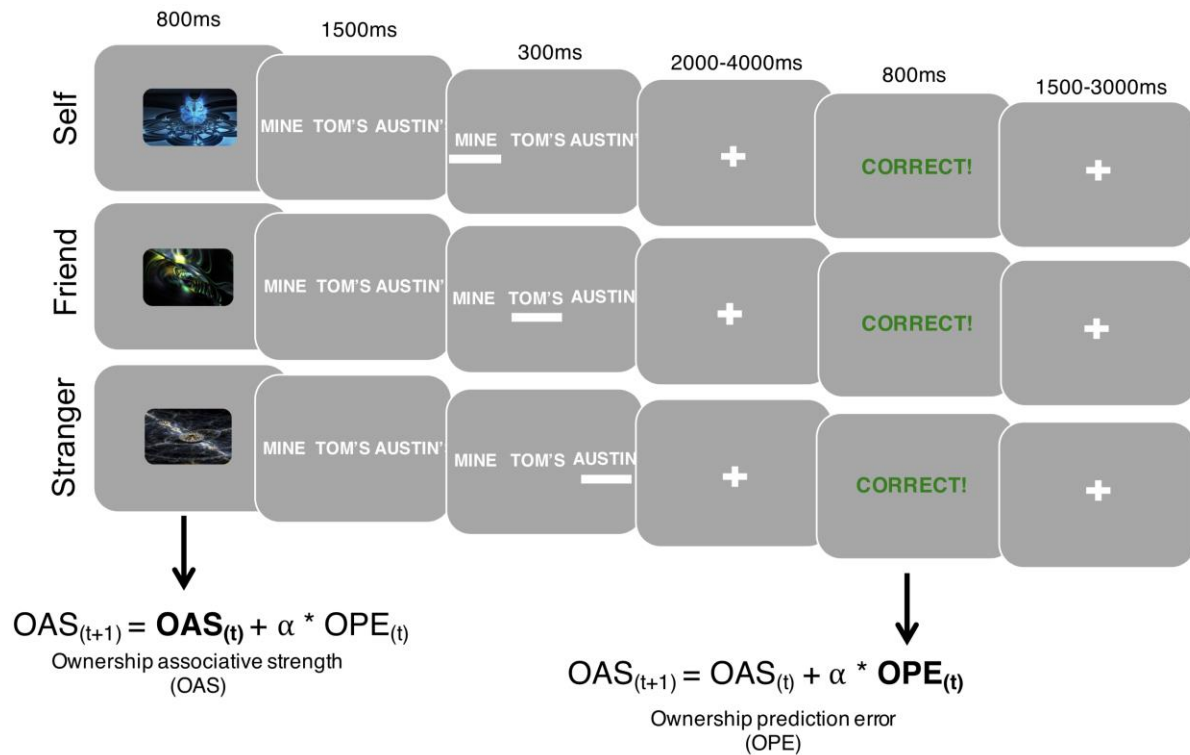 800ms
1500ms
300ms
2000-4000ms
800ms
1500-3000ms
Self
MINE TOM'S AUSTIN'S
MINE TOM'S AUSTIN'
CORRECT!
Friend
MINE TOM'S AUSTIN'
MINE TOM'S AUSTIN
CORRECT!
Stranger
MINE TOM'S AUSTIN'S
MINE TOM'S AUSTIN
CORRECT!
OAS(t+1) = OAS(t) + α * OPE(t)
Ownership associative strength
(OAS)
OAS(t+1) = OAS(t) + α * OPE(t)
Ownership prediction error
(OPE)